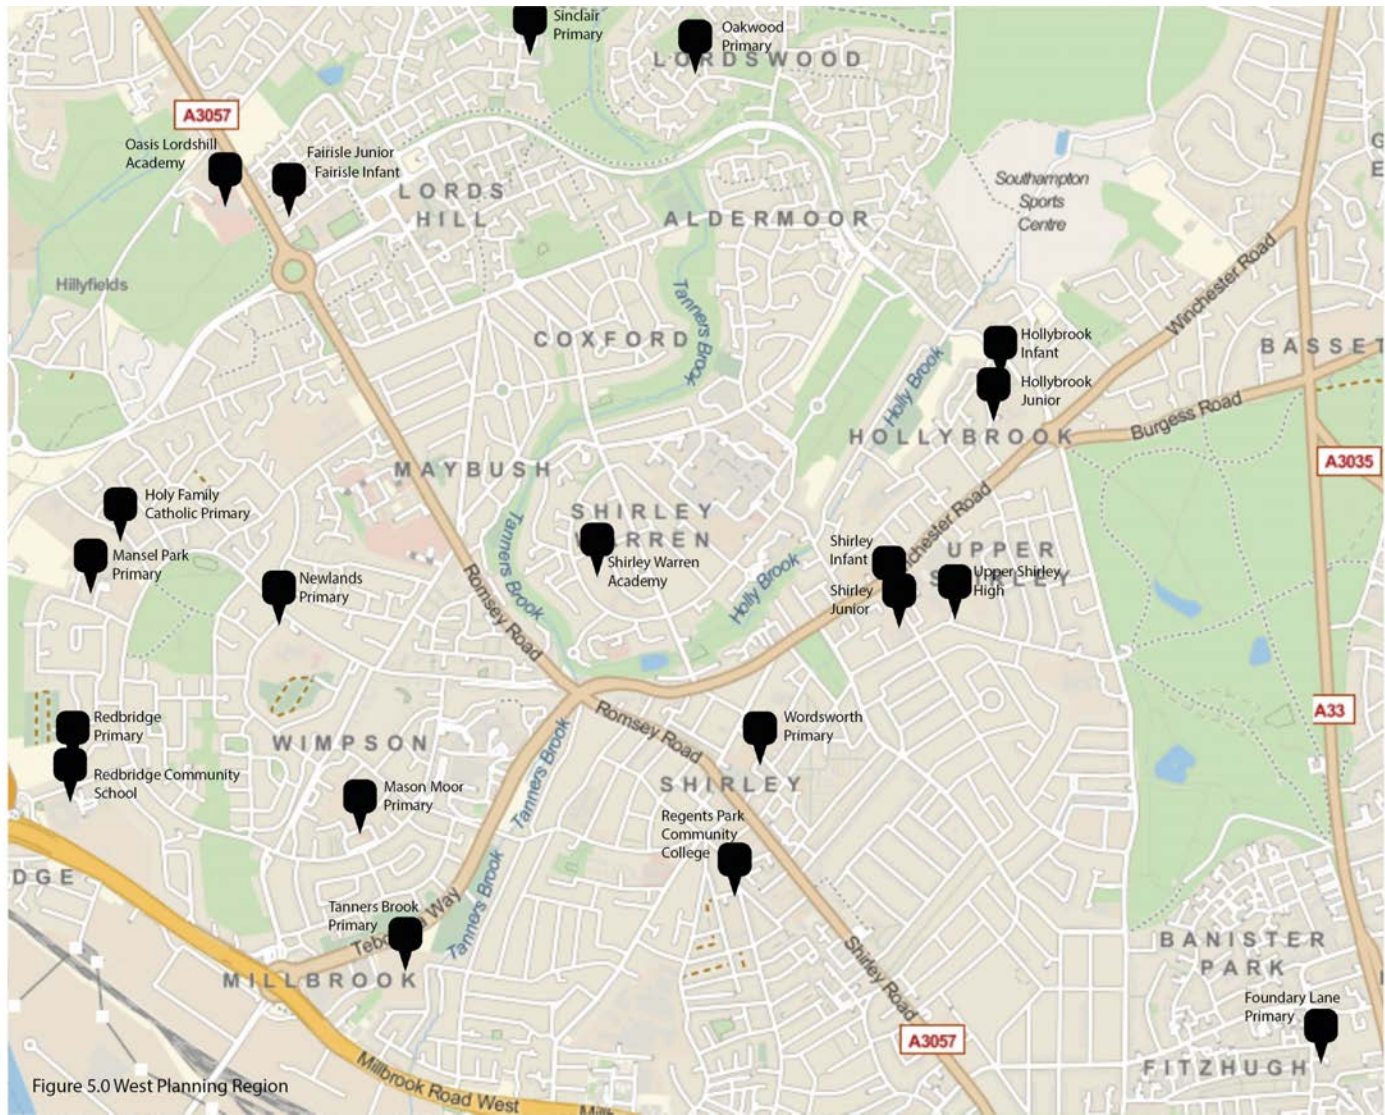 Sinclair
Primary
Oakwood
Primary
LORDSWOOD
A3057
Oasis Lordshill
Academy
Fairisle Junior
Fairisle Infant
LORDS
HILL
ALDERMOOR
Southampton
Sports
Centre
Hillyfields
Tanners Brook
Winchester Road
COXFORD
Hollybrook
Infant
BASSET
Hollybrook
Junior
Holly Brook
Burgess Road
HOLLYBROOK
A3035
MAYBUSH
Holy Family
Catholic Primary
SHIRLEY
WARREN
Tanners Brook
Shirley Warren
Academy
Mansel Park
Primary
Newlands
Primary
Romsey Road
Holly Brook
Shirley
Infant
Winchester Road
UPPER
SHIRLEY
Upper Shirley
High
Shirley
Junior
Redbridge
Primary
Redbridge Community
School
WIMPSON
Romsey Road
Wordsworth
Primary
A33
Tanners Brook
Mason Moor
Primary
SHIRLEY
Regents Park
Community
College
DGE
Tanners Brook
Primary
Tanners Brook
MILLBROOK
Shirley Road
BANISTER
PARK
Foundary Lane
Primary
A3057
FITZHUGH
Figure 5.0 West Planning Region
Millbrook Road West